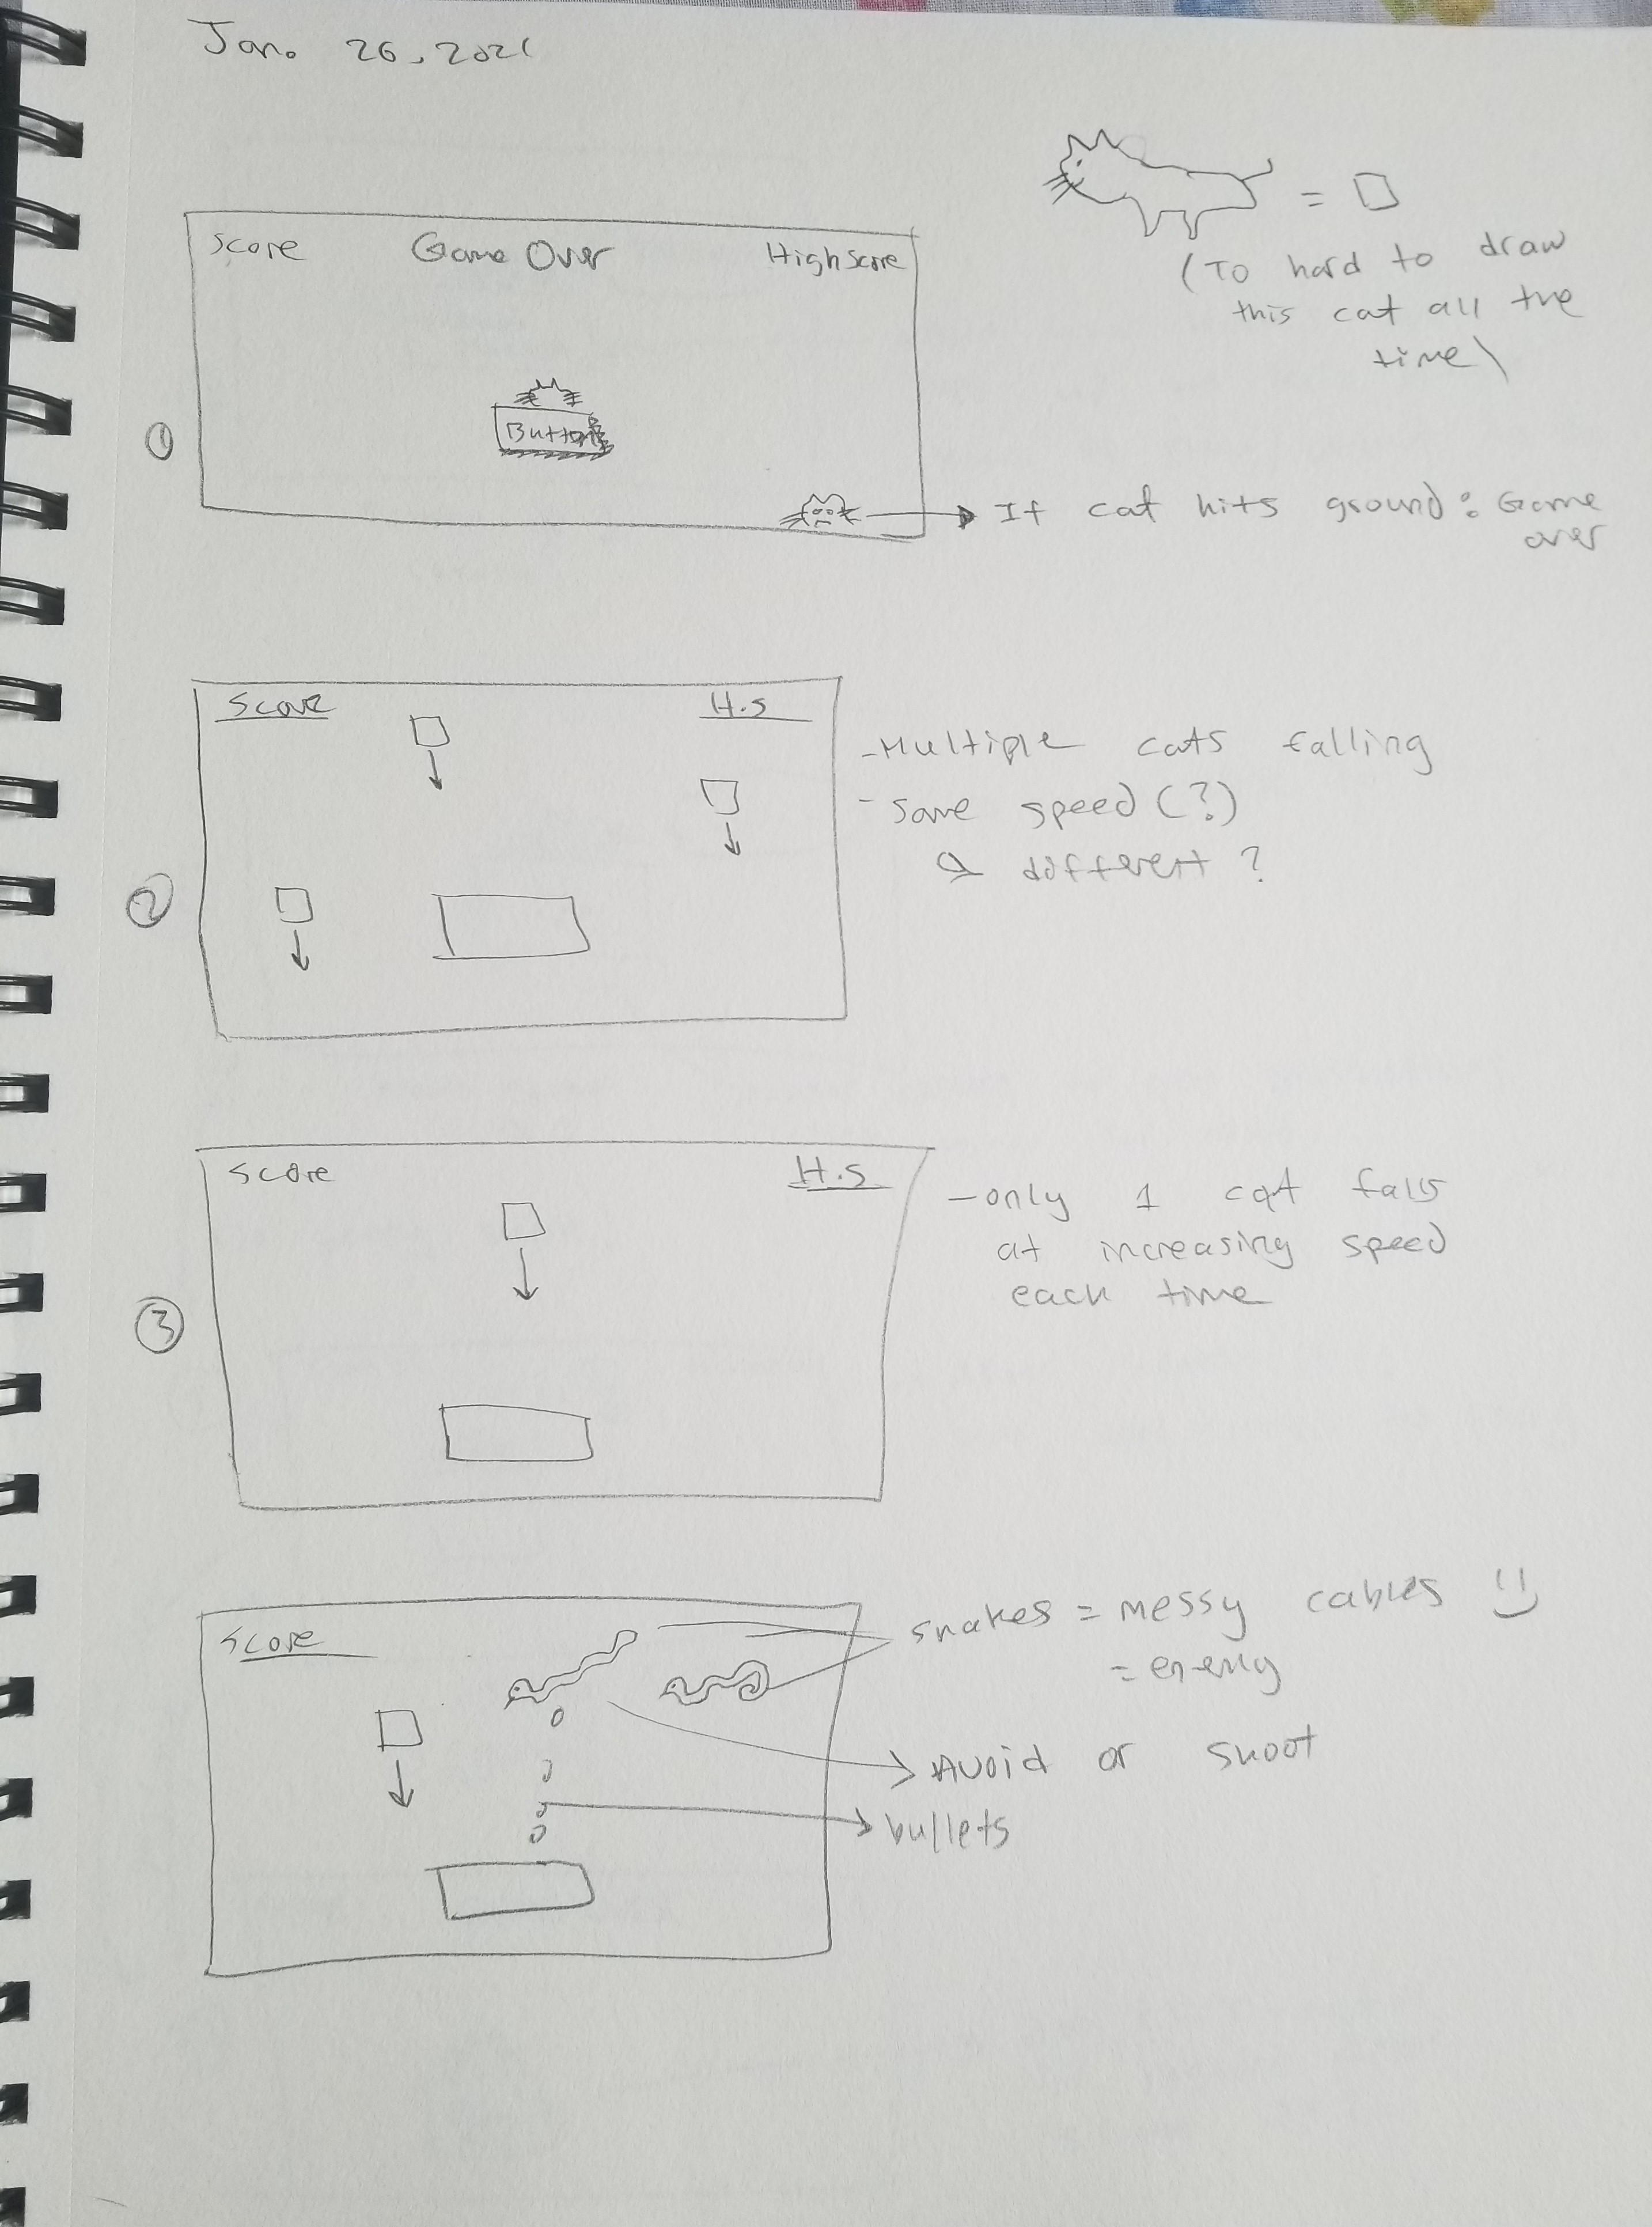 Jan. 26, 2021
= □
(To hard to draw
this cat all the
time)
Score Game Over High Score
Button
①
→ If cat hits ground: Game
over
Score H.S
- Multiple cats falling
- same speed (?)
different ?
②
Score H.S
- only 1 cat falls
at increasing speed
each time
③
Score
snakes = messy cables
= enemy
Avoid or shoot
bullets